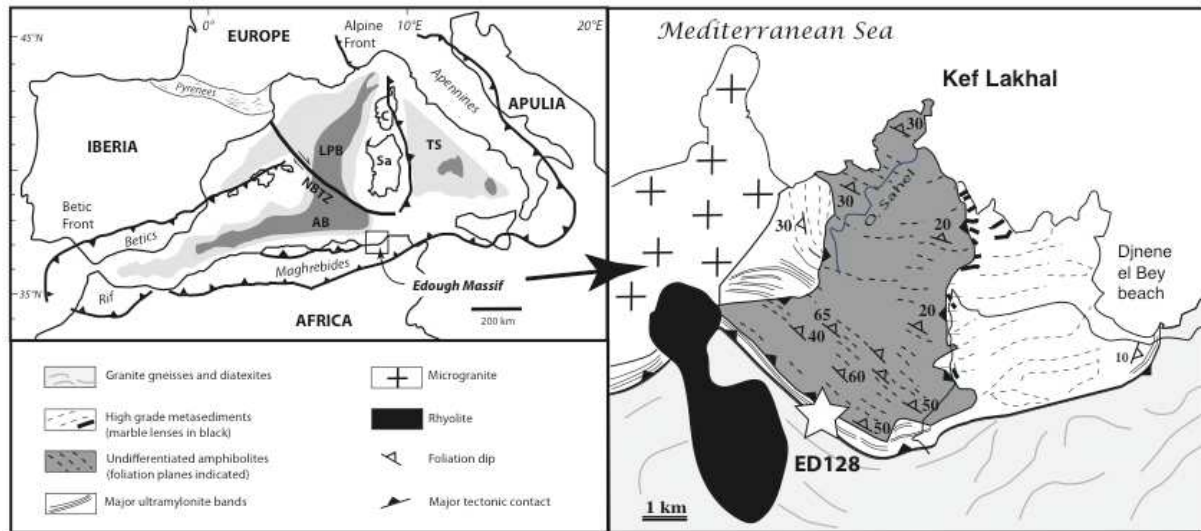 0°
10°E
20°E
45°N
EUROPE
Alpine
Front
Pyrenees
Apennines
APULIA
IBERIA
C
LPB
Sa
TS
NBTZ
Betic
Front
AB
Betics
Maghrebides
Edough Massif
35°N
Rif
AFRICA
200 km
Granite gneisses and diatexites
High grade metasediments
(marble lenses in black)
Undifferentiated amphibolites
(foliation planes indicated)
Major ultramylonite bands
Microgranite
Rhyolite
Foliation dip
Major tectonic contact
Mediterranean Sea
Kef Lakhal
30
30
O. Sahel
30
20
Djnene
el Bey
beach
65
20
40
10
60
50
50
ED128
1 km